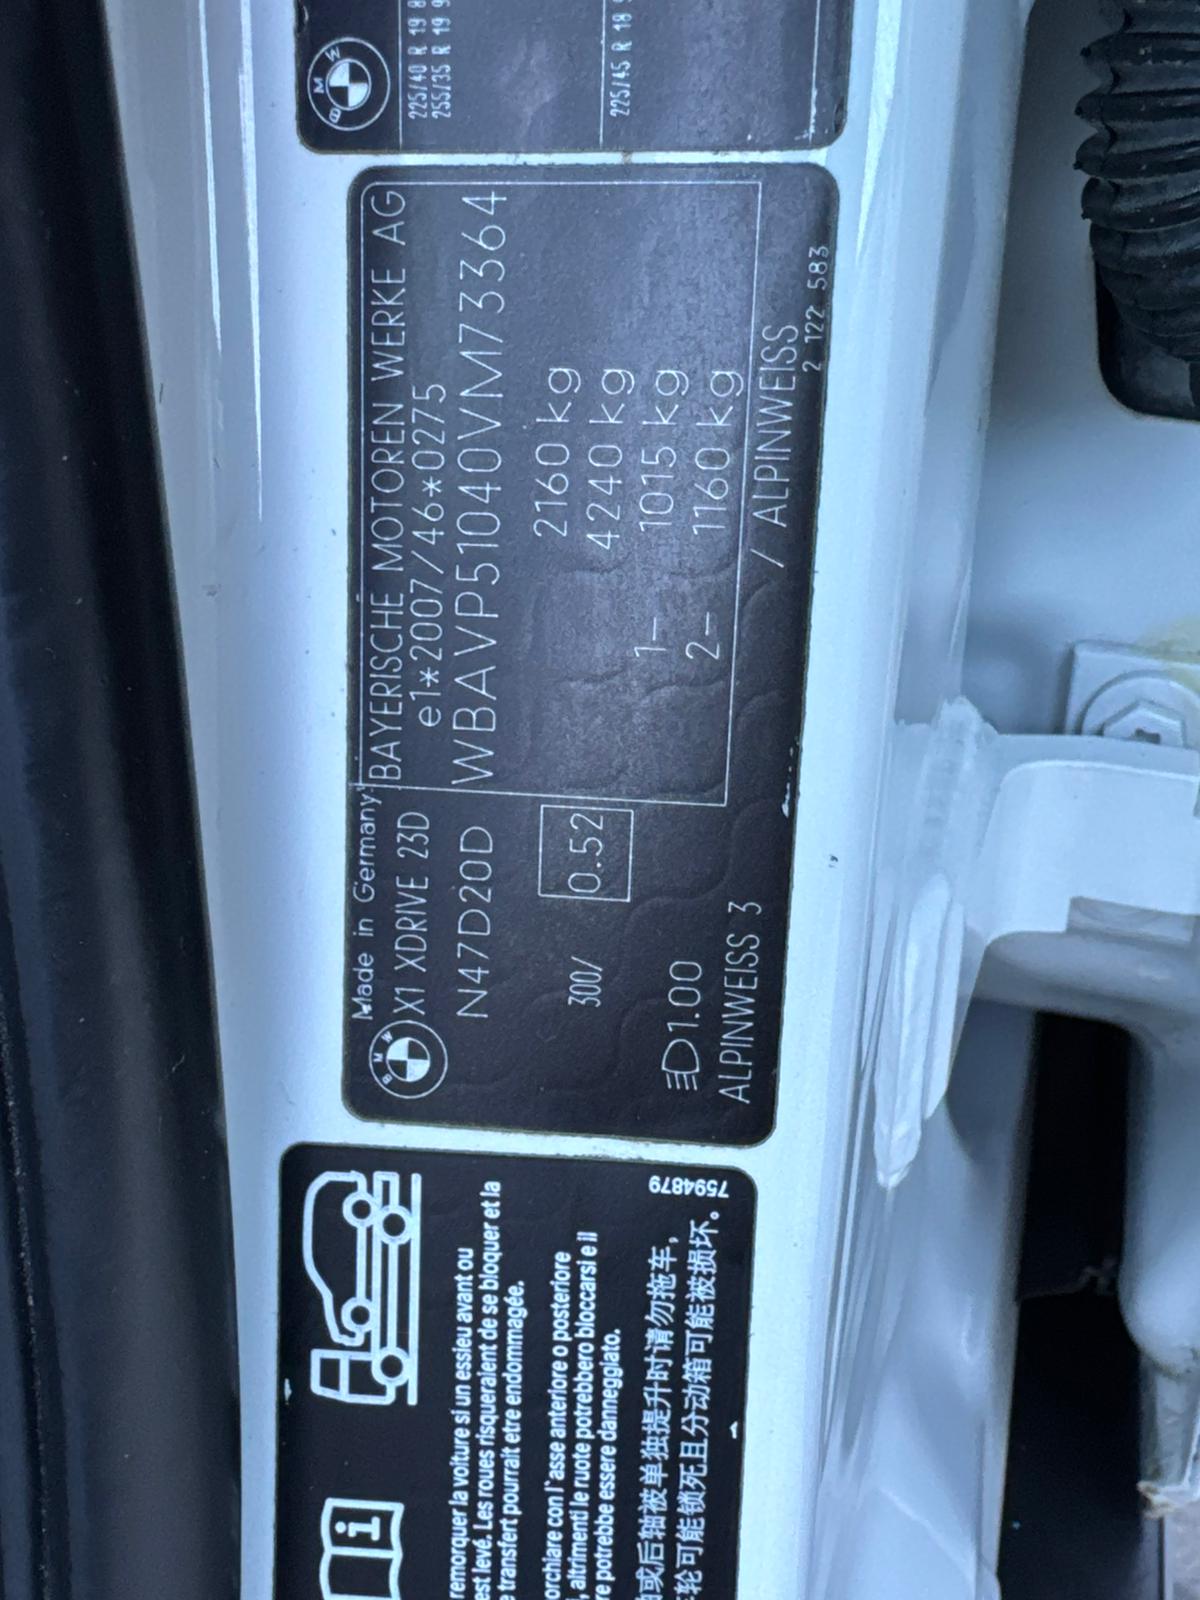 BMW
225/40 R 19
255/35 R 19
225/45 R 18
Made in Germany
BMW
BAYERISCHE MOTOREN WERKE AG
X1 XDRIVE 23D
e1*2007/46*0275
N47D20D
WBAVP51040VM73364
2160 kg
300/ 0.52
4240 kg
1- 1015 kg
1.00
2- 1160 kg
ALPINWEISS 3 / ALPINWEISS
2 122 583
remorquer la voiture si un essieu avant ou
est levé. Les roues risqueraient de se bloquer et la
e transfert pourrait etre endommagée.
orchiare con l`asse anteriore o posteriore
, altrimenti le ruote potrebbero bloccarsi e il
re potrebbe essere danneggiato.
或后轴被单独提升时请勿拖车，
轮可能锁死且分动箱可能被损坏。
7594879